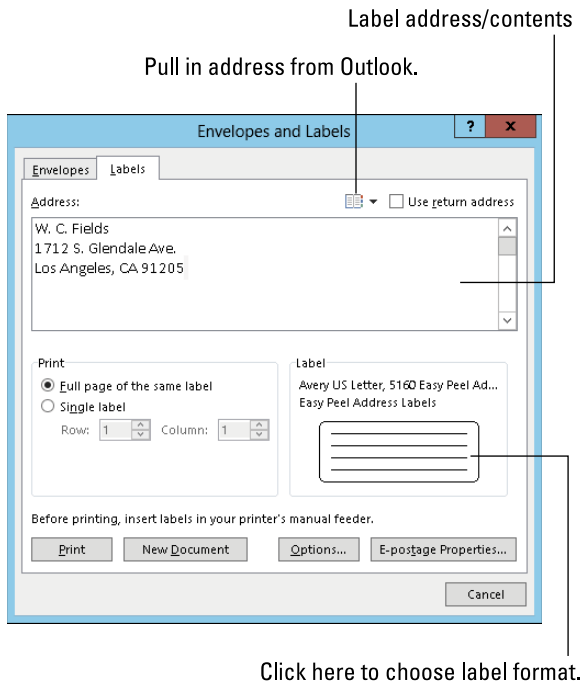 Label address/contents
Pull in address from Outlook.
Envelopes and Labels
? x
Envelopes Labels
Address: Use return address
W. C. Fields
1712 S. Glendale Ave.
Los Angeles, CA 91205
Print
Full page of the same label
Single label
Row: 1 Column: 1
Label
Avery US Letter, 5160 Easy Peel Ad...
Easy Peel Address Labels
Before printing, insert labels in your printer's manual feeder.
Print New Document Options... E-postage Properties...
Cancel
Click here to choose label format.